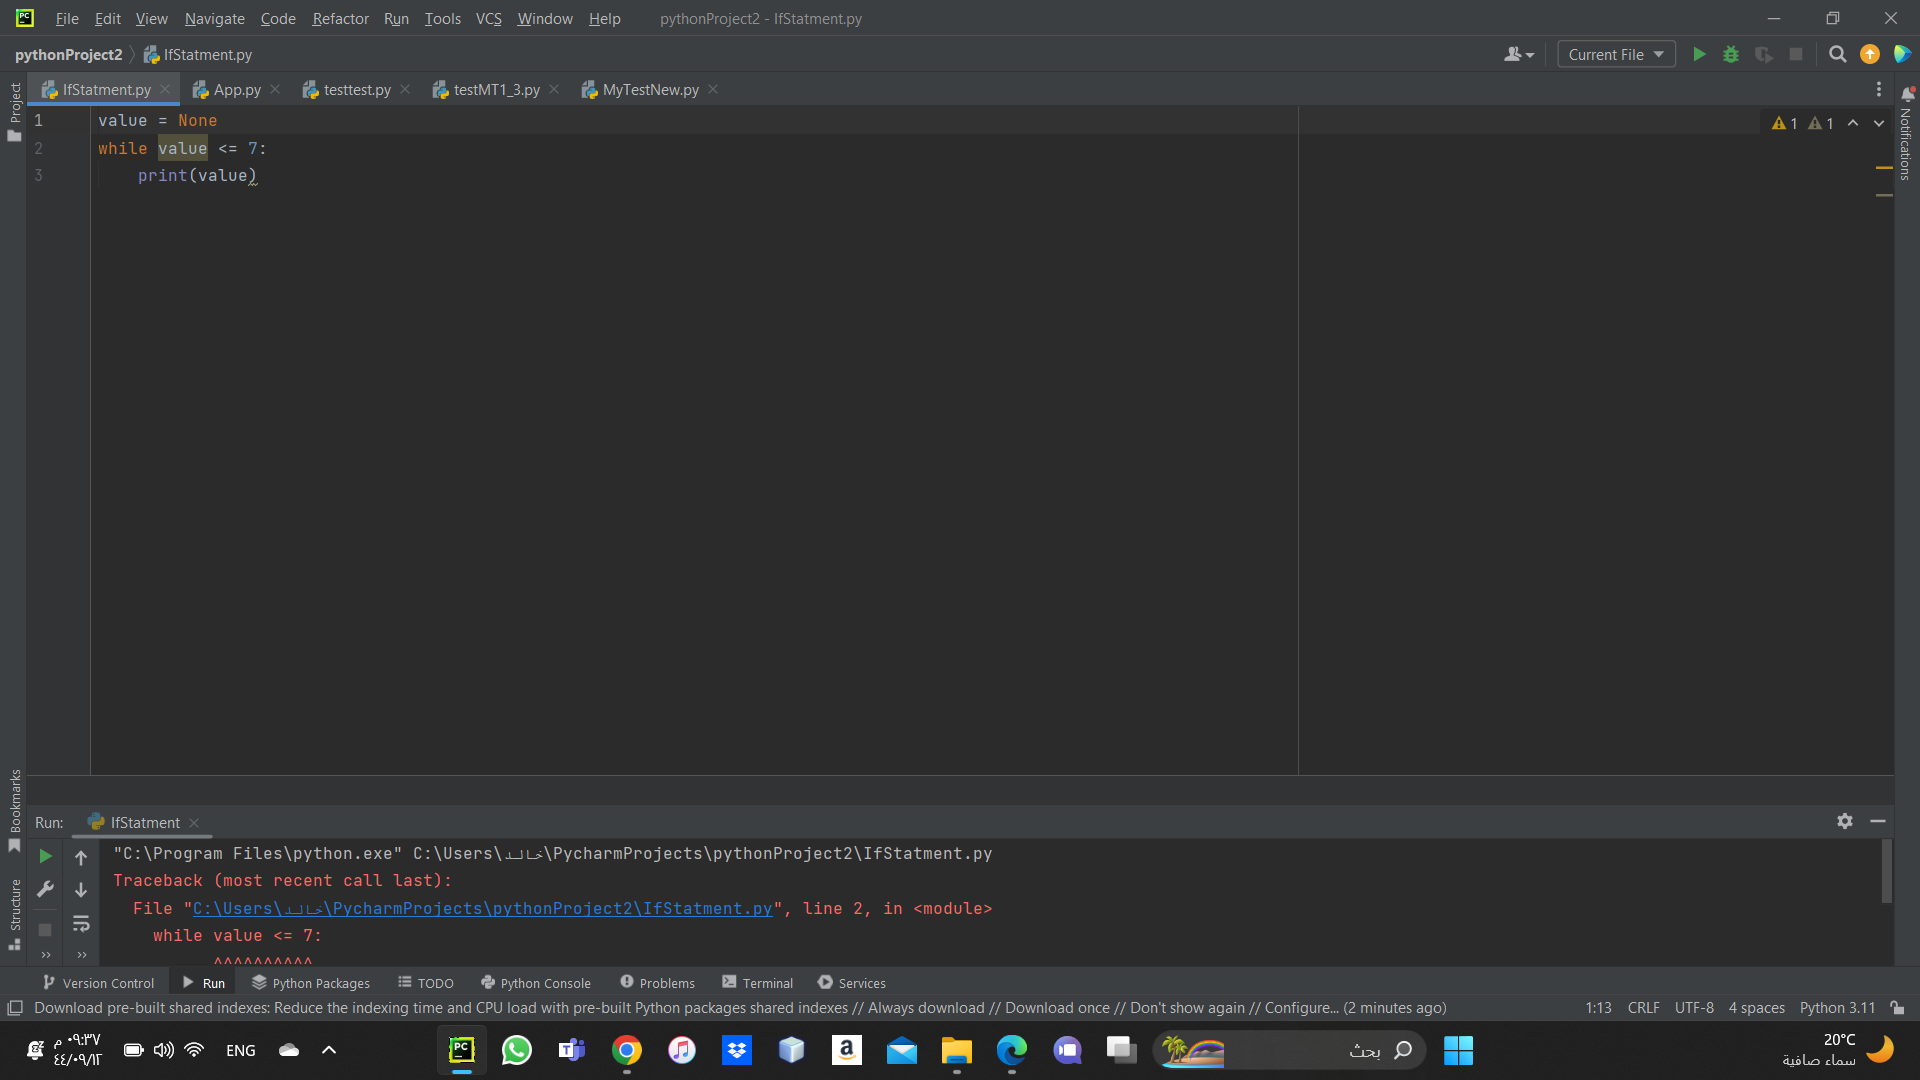 File Edit View Navigate Code Refactor Run Tools VCS Window Help pythonProject2 - IfStatment.py
pythonProject2 IfStatment.py Current File
IfStatment.py App.py testtest.py testMT1_3.py MyTestNew.py
Project
Notifications
1 value = None
1 1
2 while value <= 7:
3 print(value)
Bookmarks
Structure
Run: IfStatment
"C:\Program Files\python.exe" C:\Users\خالد\PycharmProjects\pythonProject2\IfStatment.py
Traceback (most recent call last):
File "C:\Users\خالد\PycharmProjects\pythonProject2\IfStatment.py", line 2, in <module>
while value <= 7:
^^^^^^^^^^
Version Control Run Python Packages TODO Python Console Problems Terminal Services
Download pre-built shared indexes: Reduce the indexing time and CPU load with pre-built Python packages shared indexes // Always download // Download once // Don't show again // Configure... (2 minutes ago) 1:13 CRLF UTF-8 4 spaces Python 3.11
٠٩:٣٧ م
٤٤/٠٩/١٢
ENG
بحث
20°C
سماء صافية